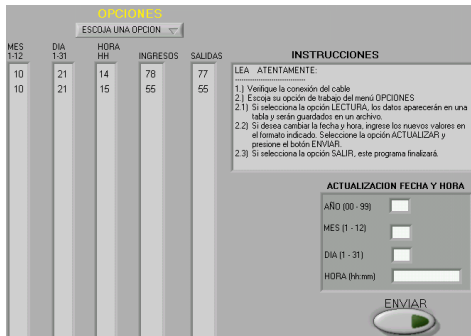 OPCIONES
ESCOJA UNA OPCION
MES DIA HORA
1-12 1-31 HH INGRESOS SALIDAS
10 21 14 78 77
10 21 15 55 55
INSTRUCCIONES
LEA ATENTAMENTE:
--------------------------------
1.) Verifique la conexión del cable
2.) Escoja su opción de trabajo del menú OPCIONES
2.1) Si selecciona la opción LECTURA, los datos aparecerán en una
tabla y serán guardados en un archivo.
2.2) Si desea cambiar la fecha y hora, ingrese los nuevos valores en
el formato indicado. Seleccione la opción ACTUALIZAR y
presione el botón ENVIAR.
2.3) Si selecciona la opción SALIR, este programa finalizará.
ACTUALIZACION FECHA Y HORA
AÑO (00 - 99)
MES (1 - 12)
DIA (1 - 31)
HORA (hh:mm)
ENVIAR